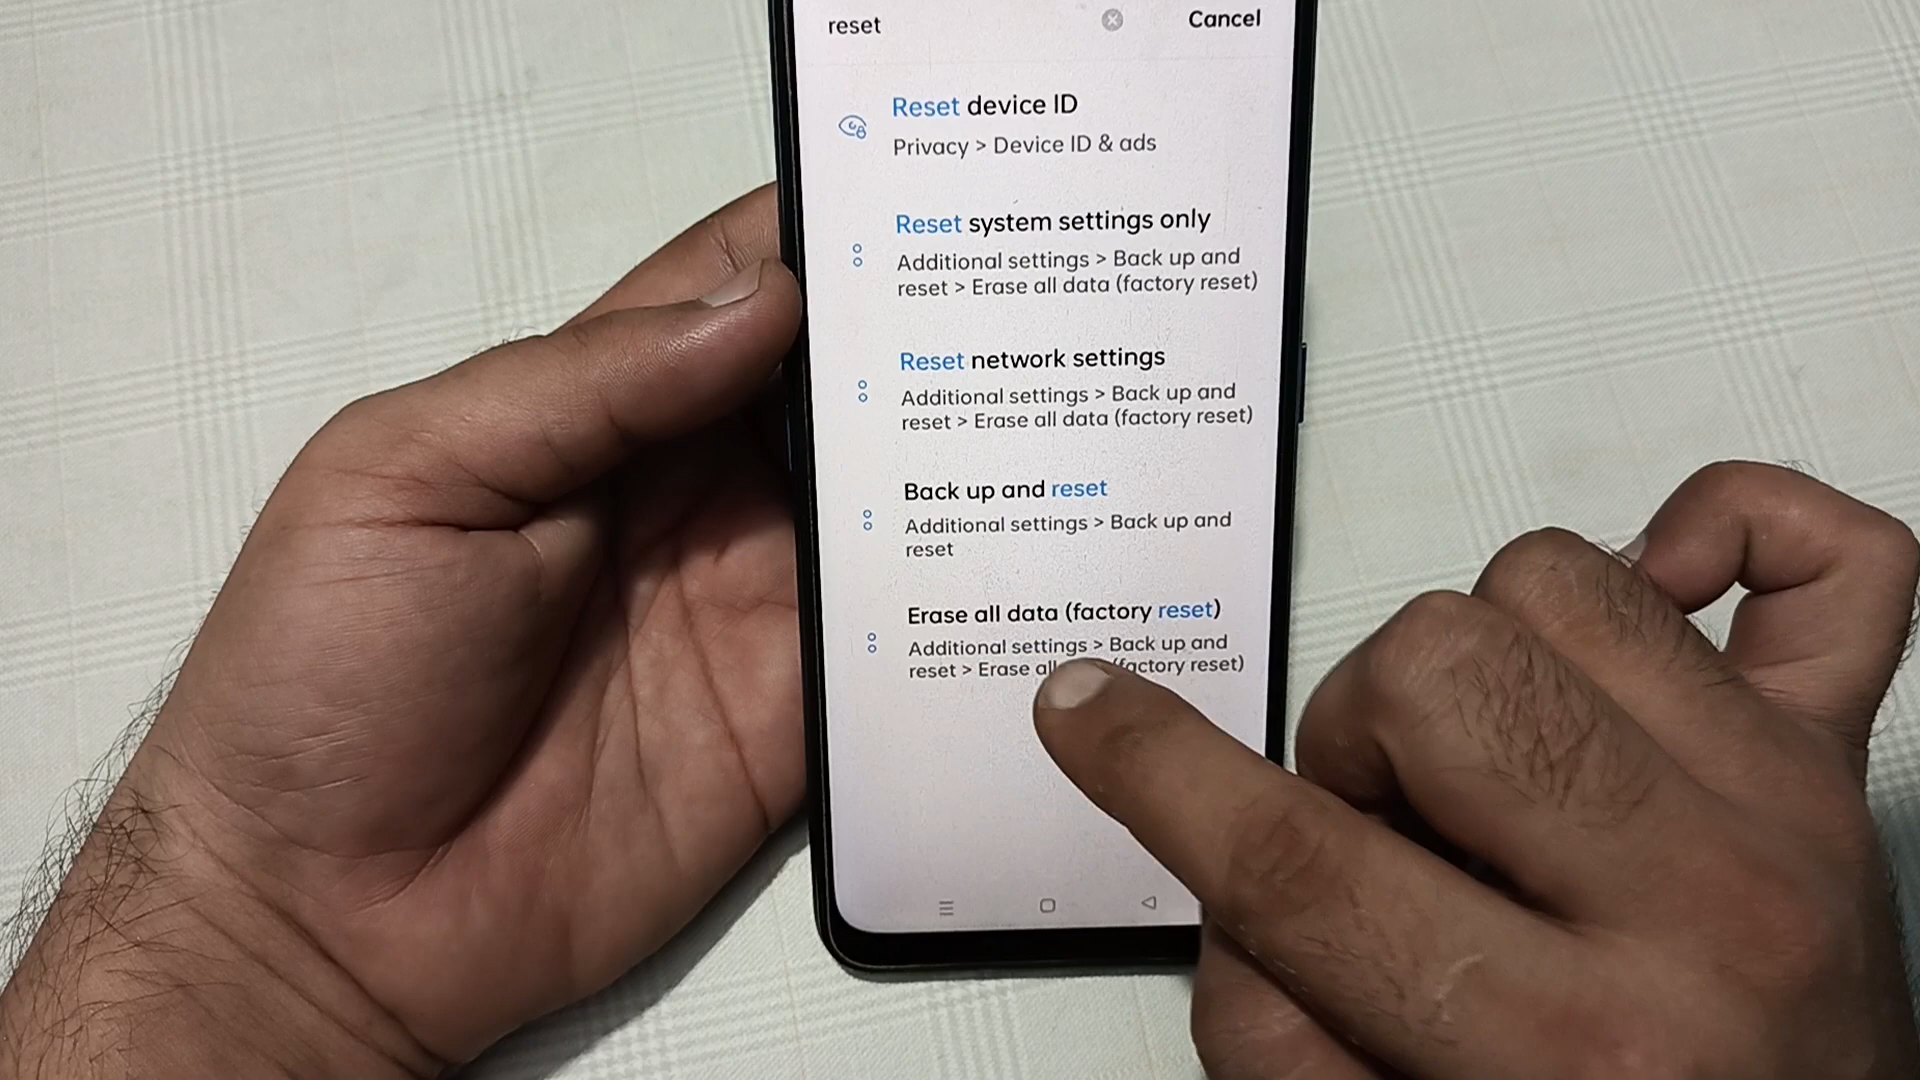 reset
Cancel
Reset device ID
Privacy > Device ID & ads
Reset system settings only
Additional settings > Back up and
reset > Erase all data (factory reset)
Reset network settings
Additional settings > Back up and
reset > Erase all data (factory reset)
Back up and reset
Additional settings > Back up and
reset
Erase all data (factory reset)
Additional settings > Back up and
reset > Erase all (factory reset)